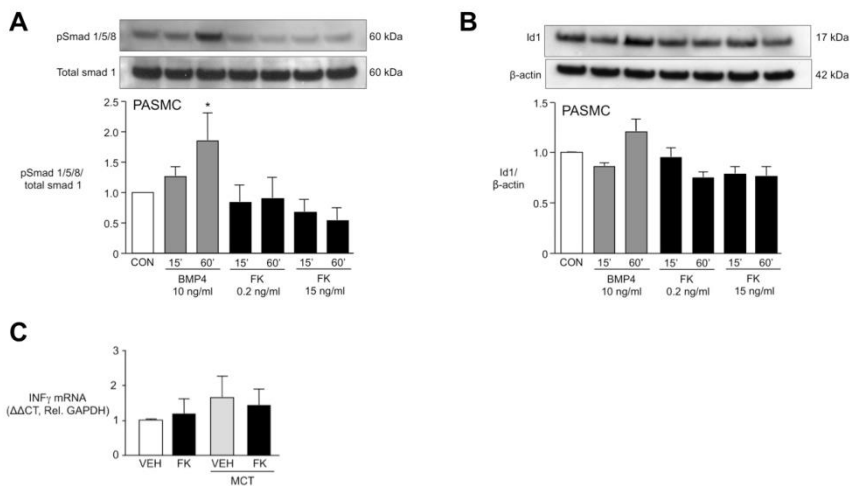 A
pSmad 1/5/8
60 kDa
Total smad 1
60 kDa
2.5
PASMC
*
2.0
1.5
pSmad 1/5/8/
total smad 1
1.0
0.5
0.0
CON
15' 60' 15' 60' 15' 60'
BMP4 FK FK
10 ng/ml 0.2 ng/ml 15 ng/ml
B
Id1
17 kDa
β-actin
42 kDa
1.5
PASMC
1.0
Id1/
β-actin
0.5
0.0
CON
15' 60' 15' 60' 15' 60'
BMP4 FK FK
10 ng/ml 0.2 ng/ml 15 ng/ml
C
3
2
INFγ mRNA
(ΔΔCT, Rel. GAPDH)
1
0
VEH FK VEH FK
MCT